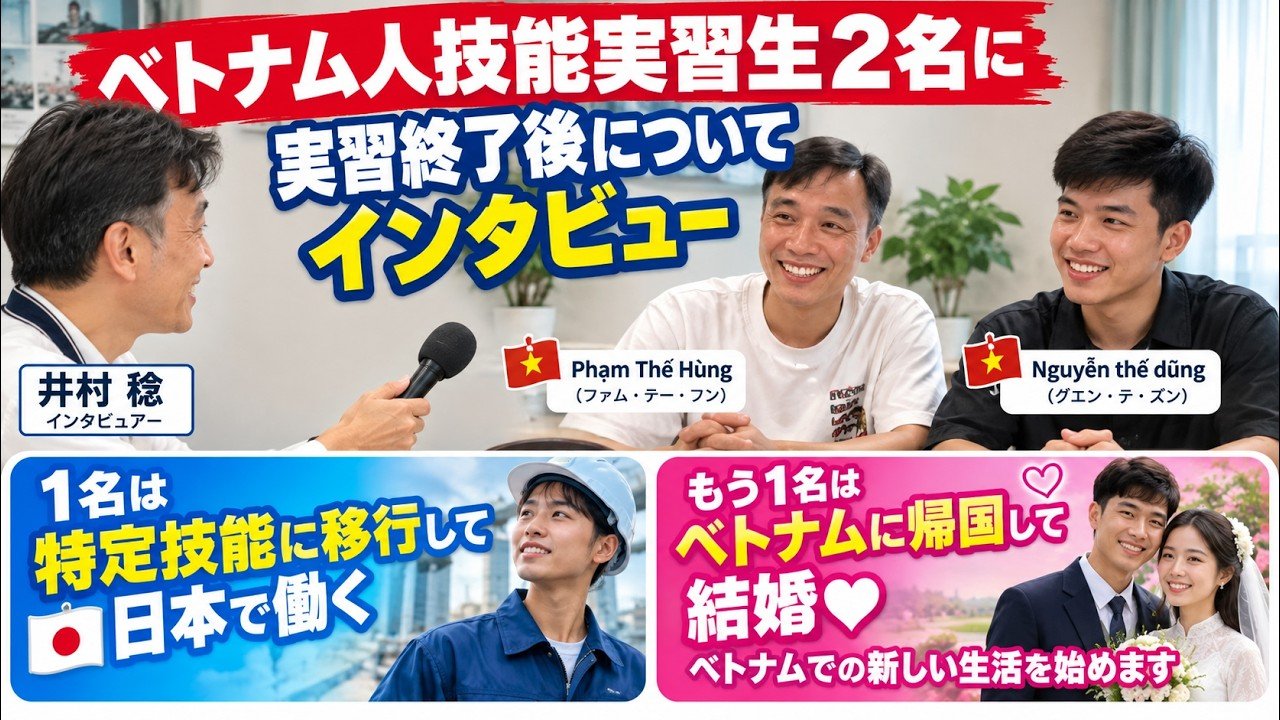 ベトナム人技能実習生2名に
実習終了後について
インタビュー
井村 稔
インタビュアー
Phạm Thế Hùng
(ファム・テー・フン)
Nguyễn thế dũng
(グエン・テ・ズン)
1名は
特定技能に移行して
日本で働く
もう1名は
ベトナムに帰国して
結婚♥
ベトナムでの新しい生活を始めます